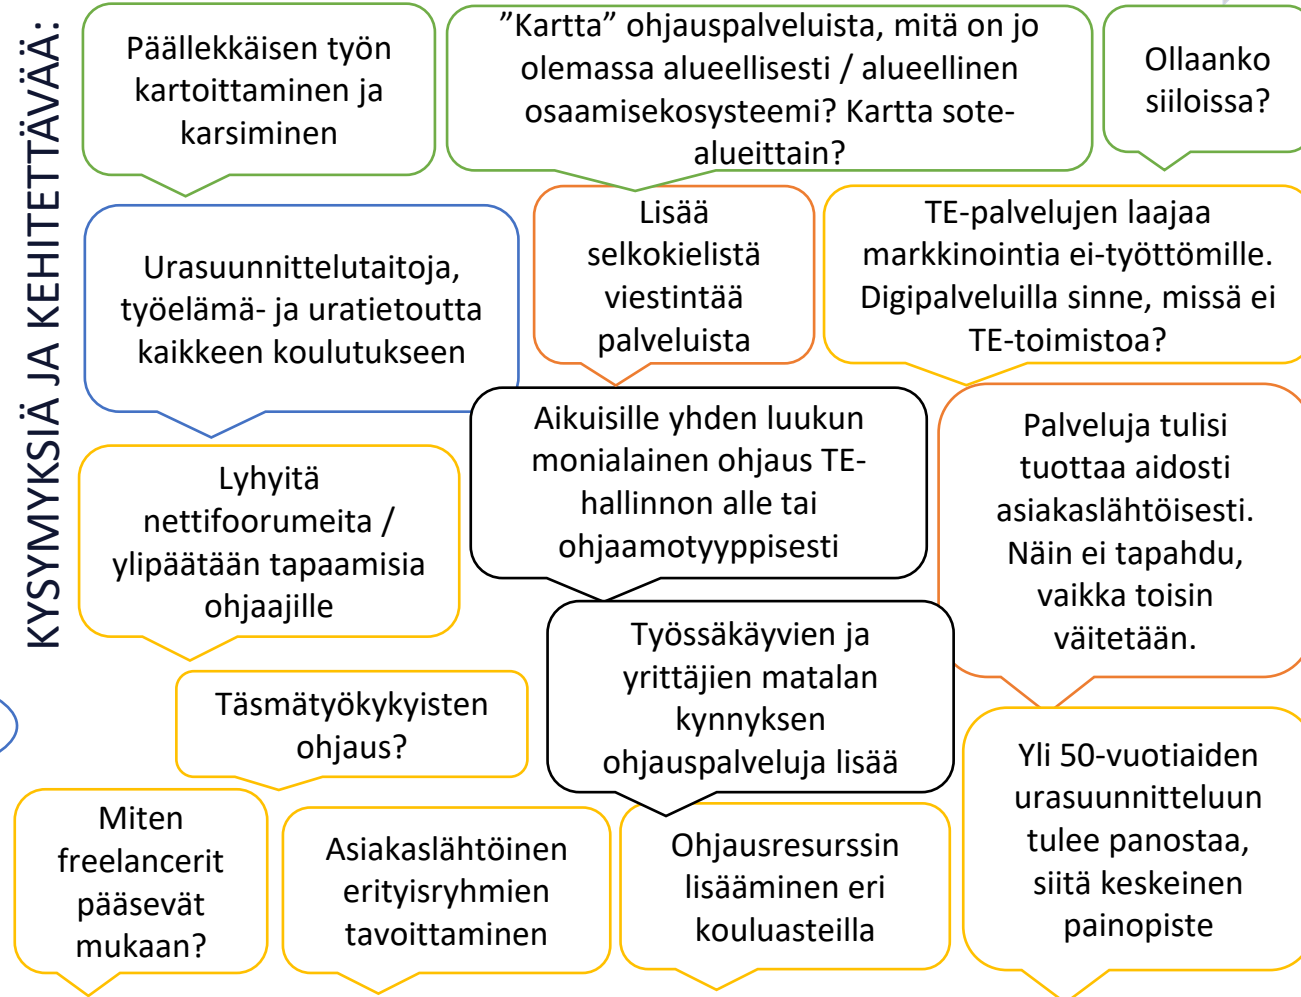 KYSYMYKSIÄ JA KEHITETTÄVÄÄ:
Päällekkäisen työn
kartoittaminen ja
karsiminen
”Kartta” ohjauspalveluista, mitä on jo
olemassa alueellisesti / alueellinen
osaamisekosysteemi? Kartta sote-
alueittain?
Ollaanko
siiloissa?
Urasuunnittelutaitoja,
työelämä- ja uratietoutta
kaikkeen koulutukseen
Lisää
selkokielistä
viestintää
palveluista
TE-palvelujen laajaa
markkinointia ei-työttömille.
Digipalveluilla sinne, missä ei
TE-toimistoa?
Lyhyitä
nettifoorumeita /
ylipäätään tapaamisia
ohjaajille
Aikuisille yhden luukun
monialainen ohjaus TE-
hallinnon alle tai
ohjaamotyyppisesti
Palveluja tulisi
tuottaa aidosti
asiakaslähtöisesti.
Näin ei tapahdu,
vaikka toisin
väitetään.
Täsmätyökykyisten
ohjaus?
Työssäkäyvien ja
yrittäjien matalan
kynnyksen
ohjauspalveluja lisää
Miten
freelancerit
pääsevät
mukaan?
Asiakaslähtöinen
erityisryhmien
tavoittaminen
Ohjausresurssin
lisääminen eri
kouluasteilla
Yli 50-vuotiaiden
urasuunnitteluun
tulee panostaa,
siitä keskeinen
painopiste